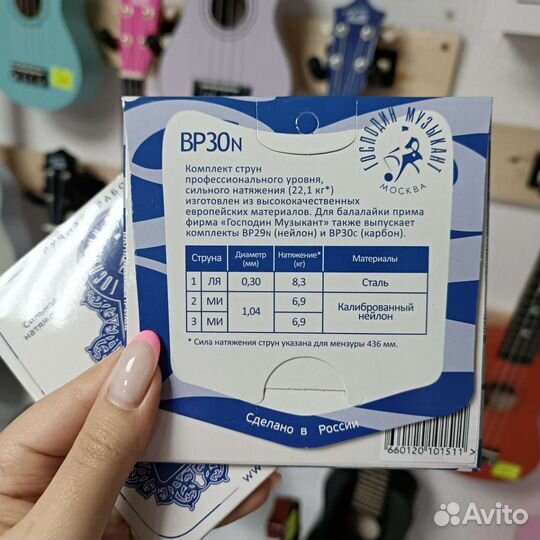 BP30N
ГОСПОДИН МУЗЫКАНТ
МОСКВА
Комплект струн
профессионального уровня,
сильного натяжения (22,1 кг*)
изготовлен из высококачественных
европейских материалов. Для балалайки прима
фирма «Господин Музыкант» также выпускает
комплекты BP29N (нейлон) и BP30C (карбон).
Струна Диаметр (мм) Натяжение* (кг) Материалы
1 ЛЯ 0,30 8,3 Сталь
2 МИ 1,04 6,9 Калиброванный нейлон
3 МИ 6,9
* Сила натяжения струн указана для мензуры 436 мм.
Сделано в России
660120 101511 >
Avito